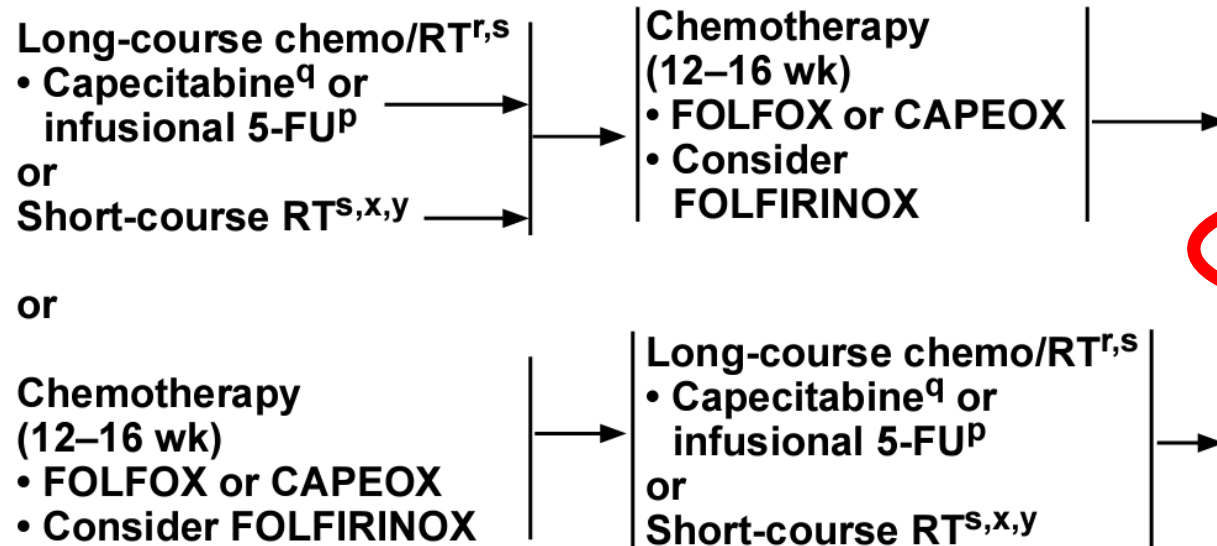 Long-course chemo/RTr,s
• Capecitabineq or
infusional 5-FUp
or
Short-course RTs,x,y
Chemotherapy
(12–16 wk)
• FOLFOX or CAPEOX
• Consider
FOLFIRINOX
or
Chemotherapy
(12–16 wk)
• FOLFOX or CAPEOX
• Consider FOLFIRINOX
Long-course chemo/RTr,s
• Capecitabineq or
infusional 5-FUp
or
Short-course RTs,x,y